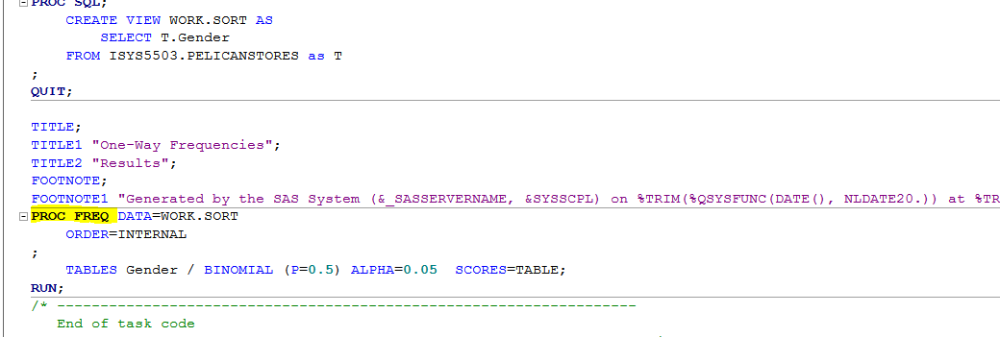 PROC SQL;
CREATE VIEW WORK.SORT AS
SELECT T.Gender
FROM ISYS5503.PELICANSTORES as T
;
QUIT;
TITLE;
TITLE1 "One-Way Frequencies";
TITLE2 "Results";
FOOTNOTE;
FOOTNOTE1 "Generated by the SAS System (&_SASSERVERNAME, &SYSSCPL) on %TRIM(%QSYSFUNC(DATE(), NLDATE20.)) at %TR
PROC FREQ DATA=WORK.SORT
ORDER=INTERNAL
;
TABLES Gender / BINOMIAL (P=0.5) ALPHA=0.05 SCORES=TABLE;
RUN;
/* -------------------------------------------------------------------
End of task code